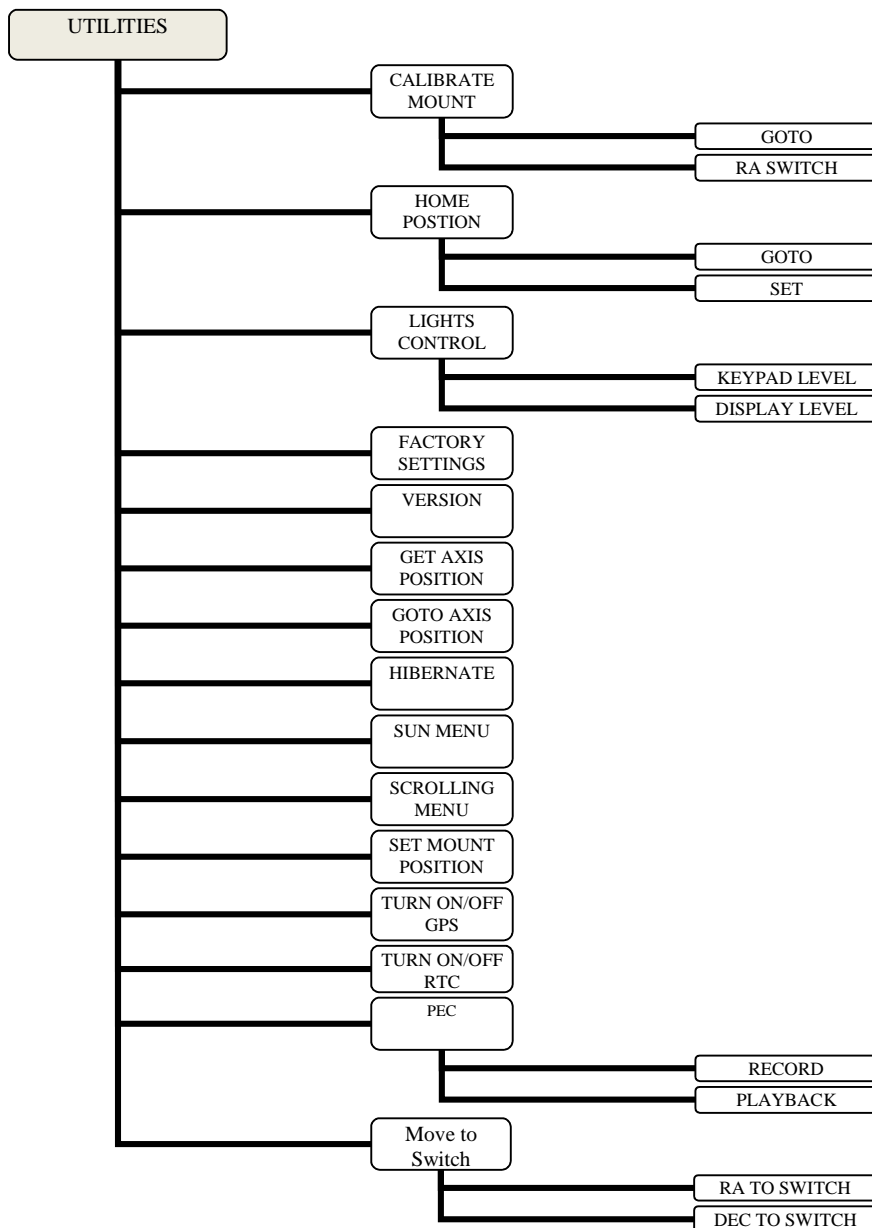 UTILITIES
CALIBRATE
MOUNT
GOTO
RA SWITCH
HOME
POSTION
GOTO
SET
LIGHTS
CONTROL
KEYPAD LEVEL
DISPLAY LEVEL
FACTORY
SETTINGS
VERSION
GET AXIS
POSITION
GOTO AXIS
POSITION
HIBERNATE
SUN MENU
SCROLLING
MENU
SET MOUNT
POSITION
TURN ON/OFF
GPS
TURN ON/OFF
RTC
PEC
RECORD
PLAYBACK
Move to
Switch
RA TO SWITCH
DEC TO SWITCH